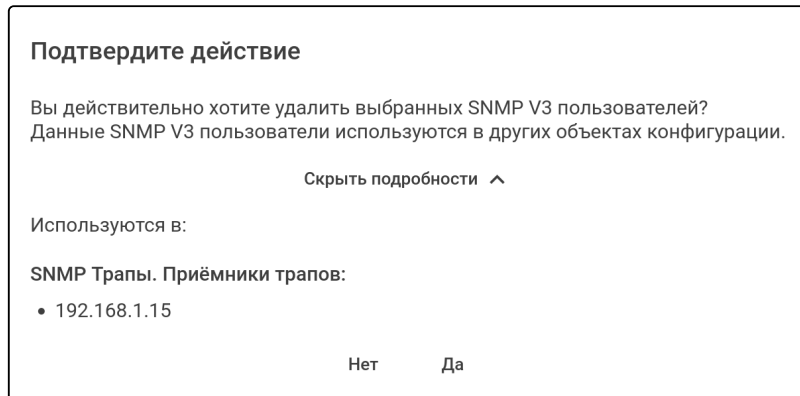 Подтвердите действие
Вы действительно хотите удалить выбранных SNMP V3 пользователей?
Данные SNMP V3 пользователи используются в других объектах конфигурации.
Скрыть подробности
Используются в:
SNMP Трапы. Приёмники трапов:
• 192.168.1.15
Нет Да